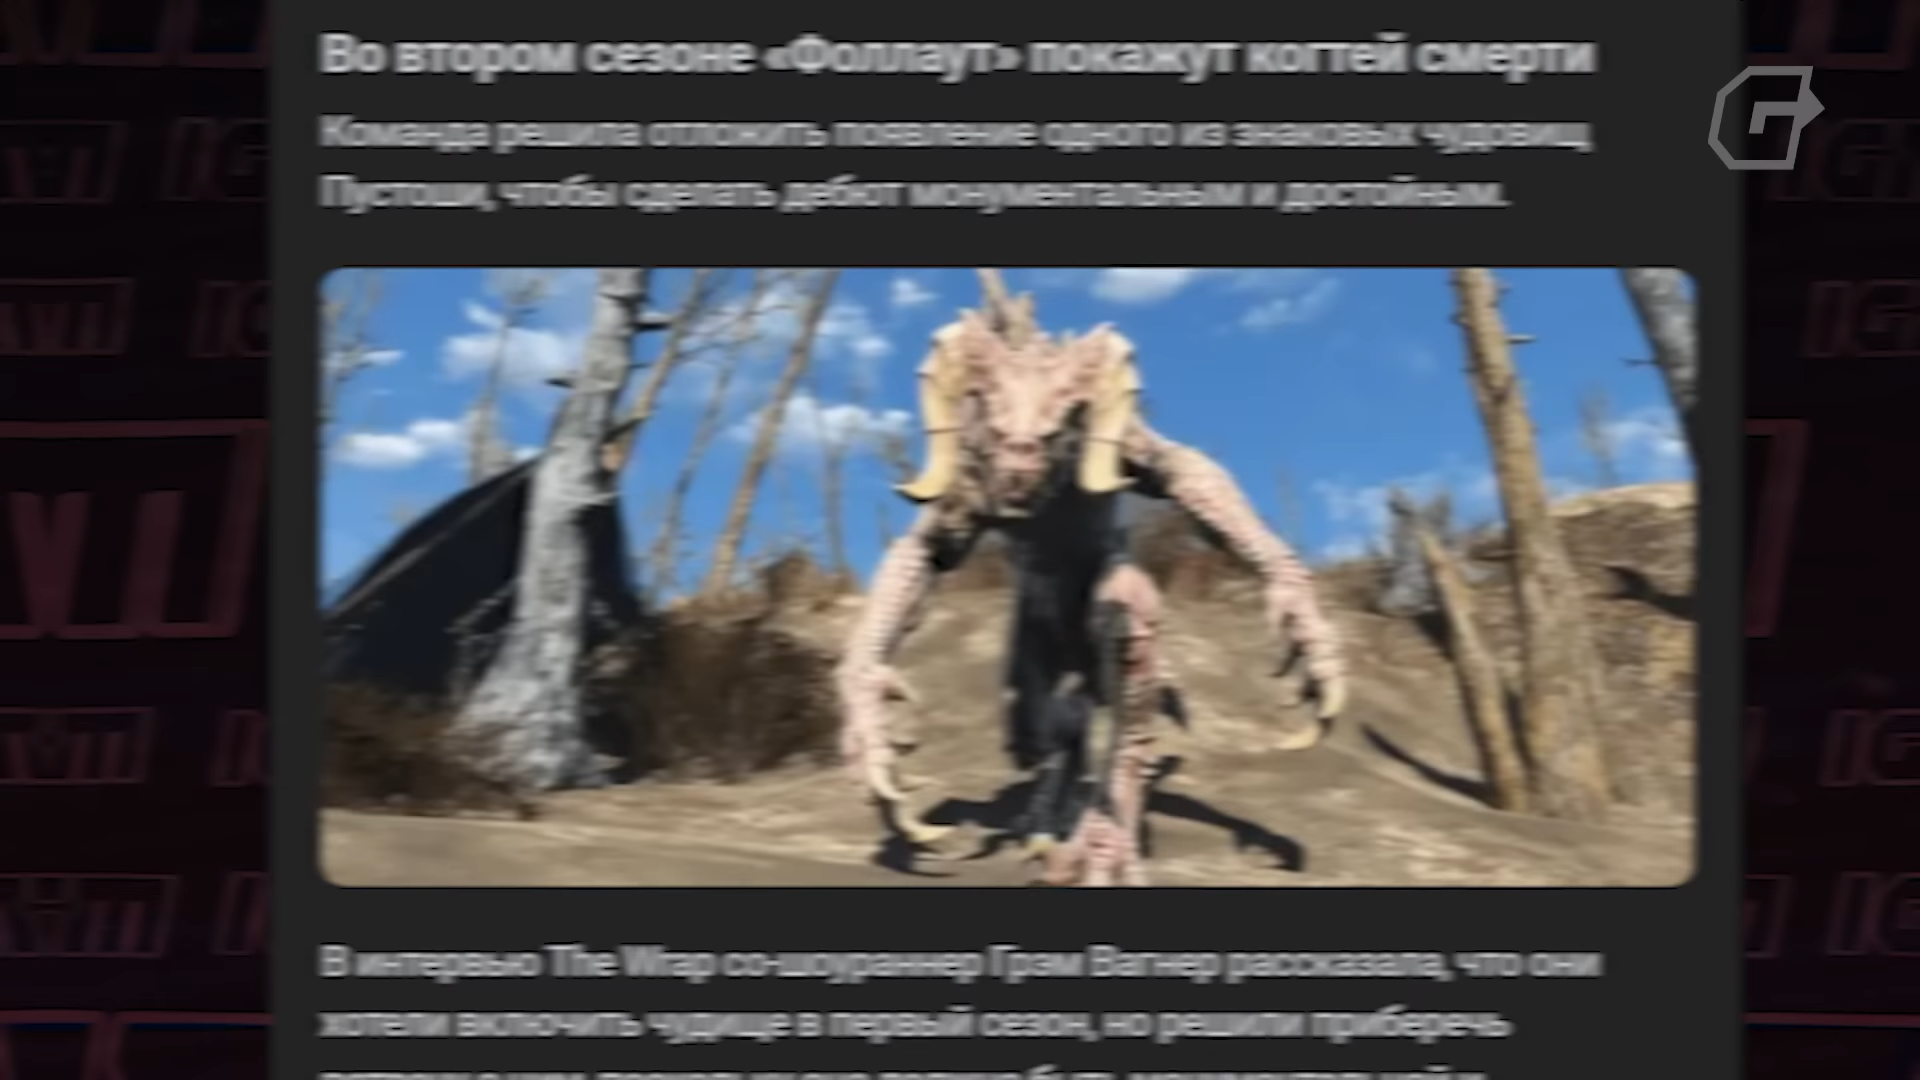 Во втором сезоне «Фоллаут» покажут когтей смерти
Команда решила отложить появление одного из знаковых чудовищ
Пустоши, чтобы сделать дебют монументальным и достойным.
В интервью The Wrap со-шоураннер Грэм Вагнер рассказала, что они
хотели включить чудище в первый сезон, но решили приберечь